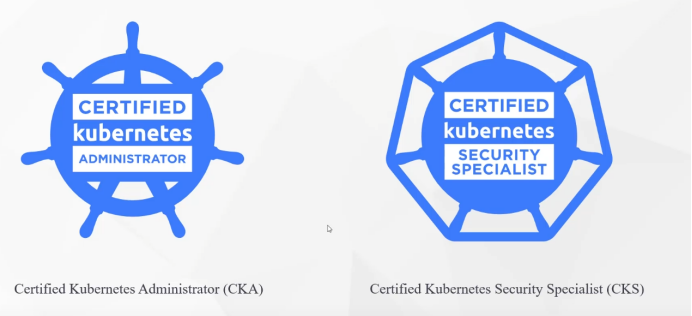 CERTIFIED
kubernetes
ADMINISTRATOR
Certified Kubernetes Administrator (CKA)
CERTIFIED
kubernetes
SECURITY
SPECIALIST
Certified Kubernetes Security Specialist (CKS)